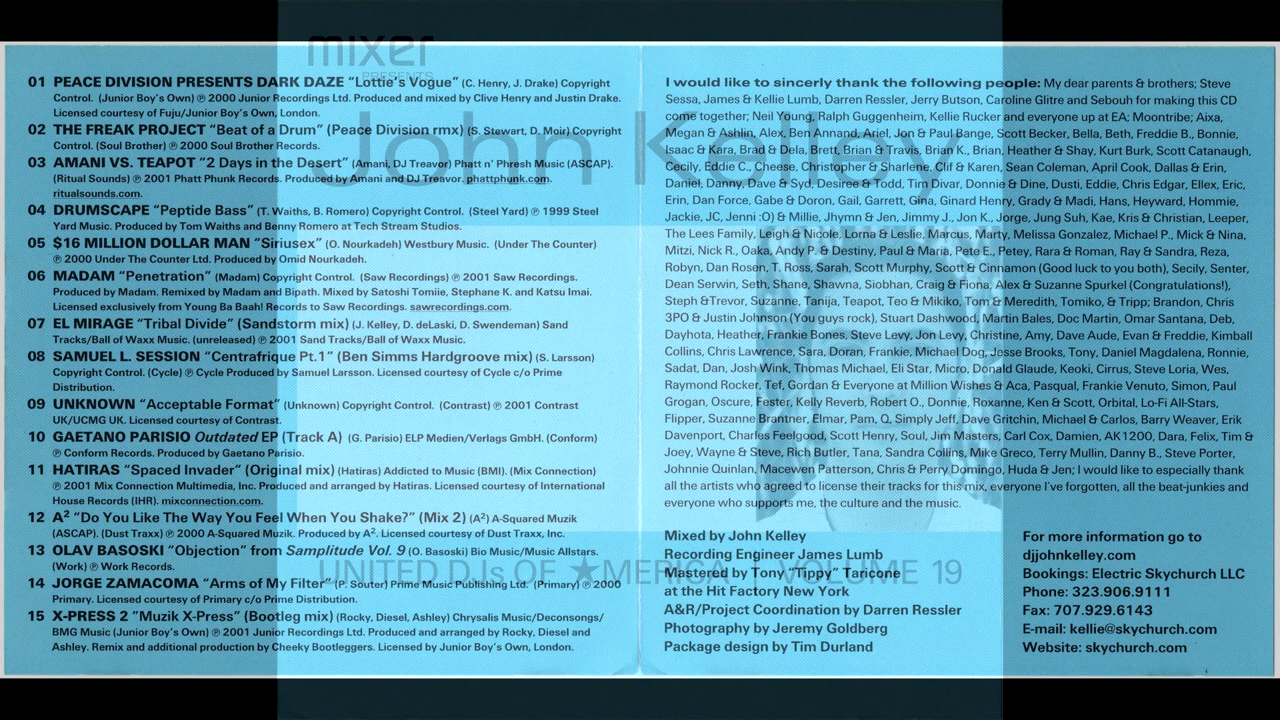 mixer
PRESENTS
John Kelley
UNITED DJs OF ★MERICA | VOLUME 19
01 PEACE DIVISION PRESENTS DARK DAZE “Lottie’s Vogue” (C. Henry, J. Drake) Copyright
Control. (Junior Boy’s Own) ℗ 2000 Junior Recordings Ltd. Produced and mixed by Clive Henry and Justin Drake.
Licensed courtesy of Fuju/Junior Boy’s Own, London.
02 THE FREAK PROJECT “Beat of a Drum” (Peace Division rmx) (S. Stewart, D. Moir) Copyright
Control. (Soul Brother) ℗ 2000 Soul Brother Records.
03 AMANI VS. TEAPOT “2 Days in the Desert” (Amani, DJ Treavor) Phatt n’ Phresh Music (ASCAP).
(Ritual Sounds) ℗ 2001 Phatt Phunk Records. Produced by Amani and DJ Treavor. phattphunk.com.
ritualsounds.com.
04 DRUMSCAPE “Peptide Bass” (T. Waiths, B. Romero) Copyright Control. (Steel Yard) ℗ 1999 Steel
Yard Music. Produced by Tom Waiths and Benny Romero at Tech Stream Studios.
05 $16 MILLION DOLLAR MAN “Siriusex” (O. Nourkadeh) Westbury Music. (Under The Counter)
℗ 2000 Under The Counter Ltd. Produced by Omid Nourkadeh.
06 MADAM “Penetration” (Madam) Copyright Control. (Saw Recordings) ℗ 2001 Saw Recordings.
Produced by Madam. Remixed by Madam and Bipath. Mixed by Satoshi Tomiie, Stephane K. and Katsu Imai.
Licensed exclusively from Young Ba Baah! Records to Saw Recordings. sawrecordings.com.
07 EL MIRAGE “Tribal Divide” (Sandstorm mix) (J. Kelley, D. deLaski, D. Swendeman) Sand
Tracks/Ball of Waxx Music. (unreleased) ℗ 2001 Sand Tracks/Ball of Waxx Music.
08 SAMUEL L. SESSION “Centrafrique Pt.1” (Ben Simms Hardgroove mix) (S. Larsson)
Copyright Control. (Cycle) ℗ Cycle Produced by Samuel Larsson. Licensed courtesy of Cycle c/o Prime
Distribution.
09 UNKNOWN “Acceptable Format” (Unknown) Copyright Control. (Contrast) ℗ 2001 Contrast
UK/UCMG UK. Licensed courtesy of Contrast.
10 GAETANO PARISIO Outdated EP (Track A) (G. Parisio) ELP Medien/Verlags GmbH. (Conform)
℗ Conform Records. Produced by Gaetano Parisio.
11 HATIRAS “Spaced Invader” (Original mix) (Hatiras) Addicted to Music (BMI). (Mix Connection)
℗ 2001 Mix Connection Multimedia, Inc. Produced and arranged by Hatiras. Licensed courtesy of International
House Records (IHR). mixconnection.com.
12 A² “Do You Like The Way You Feel When You Shake?” (Mix 2) (A²) A-Squared Muzik
(ASCAP). (Dust Traxx) ℗ 2000 A-Squared Muzik. Produced by A². Licensed courtesy of Dust Traxx, Inc.
13 OLAV BASOSKI “Objection” from Samplitude Vol. 9 (O. Basoski) Bio Music/Music Allstars.
(Work) ℗ Work Records.
14 JORGE ZAMACOMA “Arms of My Filter” (P. Souter) Prime Music Publishing Ltd. (Primary) ℗ 2000
Primary. Licensed courtesy of Primary c/o Prime Distribution.
15 X-PRESS 2 “Muzik X-Press” (Bootleg mix) (Rocky, Diesel, Ashley) Chrysalis Music/Deconsongs/
BMG Music (Junior Boy’s Own) ℗ 2001 Junior Recordings Ltd. Produced and arranged by Rocky, Diesel and
Ashley. Remix and additional production by Cheeky Bootleggers. Licensed by Junior Boy’s Own, London.
I would like to sincerly thank the following people: My dear parents & brothers; Steve
Sessa, James & Kellie Lumb, Darren Ressler, Jerry Butson, Caroline Glitre and Sebouh for making this CD
come together; Neil Young, Ralph Guggenheim, Kellie Rucker and everyone up at EA; Moontribe; Aixa,
Megan & Ashlin, Alex, Ben Annand, Ariel, Jon & Paul Bange, Scott Becker, Bella, Beth, Freddie B., Bonnie,
Isaac & Kara, Brad & Dela, Brett, Brian & Travis, Brian K., Brian, Heather & Shay, Kurt Burk, Scott Catanaugh,
Cecily, Eddie C., Cheese, Christopher & Sharlene, Clif & Karen, Sean Coleman, April Cook, Dallas & Erin,
Daniel, Danny, Dave & Syd, Desiree & Todd, Tim Divar, Donnie & Dine, Dusti, Eddie, Chris Edgar, Ellex, Eric,
Erin, Dan Force, Gabe & Doron, Gail, Garrett, Gina, Ginard Henry, Grady & Madi, Hans, Heyward, Hommie,
Jackie, JC, Jenni :O) & Millie, Jhymn & Jen, Jimmy J., Jon K., Jorge, Jung Suh, Kae, Kris & Christian, Leeper,
The Lees Family, Leigh & Nicole, Lorna & Leslie, Marcus, Marty, Melissa Gonzalez, Michael P., Mick & Nina,
Mitzi, Nick R., Oaka, Andy P. & Destiny, Paul & Maria, Pete E., Petey, Rara & Roman, Ray & Sandra, Reza,
Robyn, Dan Rosen, T. Ross, Sarah, Scott Murphy, Scott & Cinnamon (Good luck to you both), Secily, Senter,
Dean Serwin, Seth, Shane, Shawna, Siobhan, Craig & Fiona, Alex & Suzanne Spurkel (Congratulations!),
Steph &Trevor, Suzanne, Tanija, Teapot, Teo & Mikiko, Tom & Meredith, Tomiko, & Tripp; Brandon, Chris
3PO & Justin Johnson (You guys rock), Stuart Dashwood, Martin Bales, Doc Martin, Omar Santana, Deb,
Dayhota, Heather, Frankie Bones, Steve Levy, Jon Levy, Christine, Amy, Dave Aude, Evan & Freddie, Kimball
Collins, Chris Lawrence, Sara, Doran, Frankie, Michael Dog, Jesse Brooks, Tony, Daniel Magdalena, Ronnie,
Sadat, Dan, Josh Wink, Thomas Michael, Eli Star, Micro, Donald Glaude, Keoki, Cirrus, Steve Loria, Wes,
Raymond Rocker, Tef, Gordan & Everyone at Million Wishes & Aca, Pasqual, Frankie Venuto, Simon, Paul
Grogan, Oscure, Fester, Kelly Reverb, Robert O., Donnie, Roxanne, Ken & Scott, Orbital, Lo-Fi All-Stars,
Flipper, Suzanne Brantner, Elmar, Pam, Q, Simply Jeff, Dave Gritchin, Michael & Carlos, Barry Weaver, Erik
Davenport, Charles Feelgood, Scott Henry, Soul, Jim Masters, Carl Cox, Damien, AK1200, Dara, Felix, Tim &
Joey, Wayne & Steve, Rich Butler, Tana, Sandra Collins, Mike Greco, Terry Mullin, Danny B., Steve Porter,
Johnnie Quinlan, Macewen Patterson, Chris & Perry Domingo, Huda & Jen; I would like to especially thank
all the artists who agreed to license their tracks for this mix, everyone I’ve forgotten, all the beat-junkies and
everyone who supports me, the culture and the music.
Mixed by John Kelley
Recording Engineer James Lumb
Mastered by Tony “Tippy” Taricone
at the Hit Factory New York
A&R/Project Coordination by Darren Ressler
Photography by Jeremy Goldberg
Package design by Tim Durland
For more information go to
djjohnkelley.com
Bookings: Electric Skychurch LLC
Phone: 323.906.9111
Fax: 707.929.6143
E-mail: kellie@skychurch.com
Website: skychurch.com